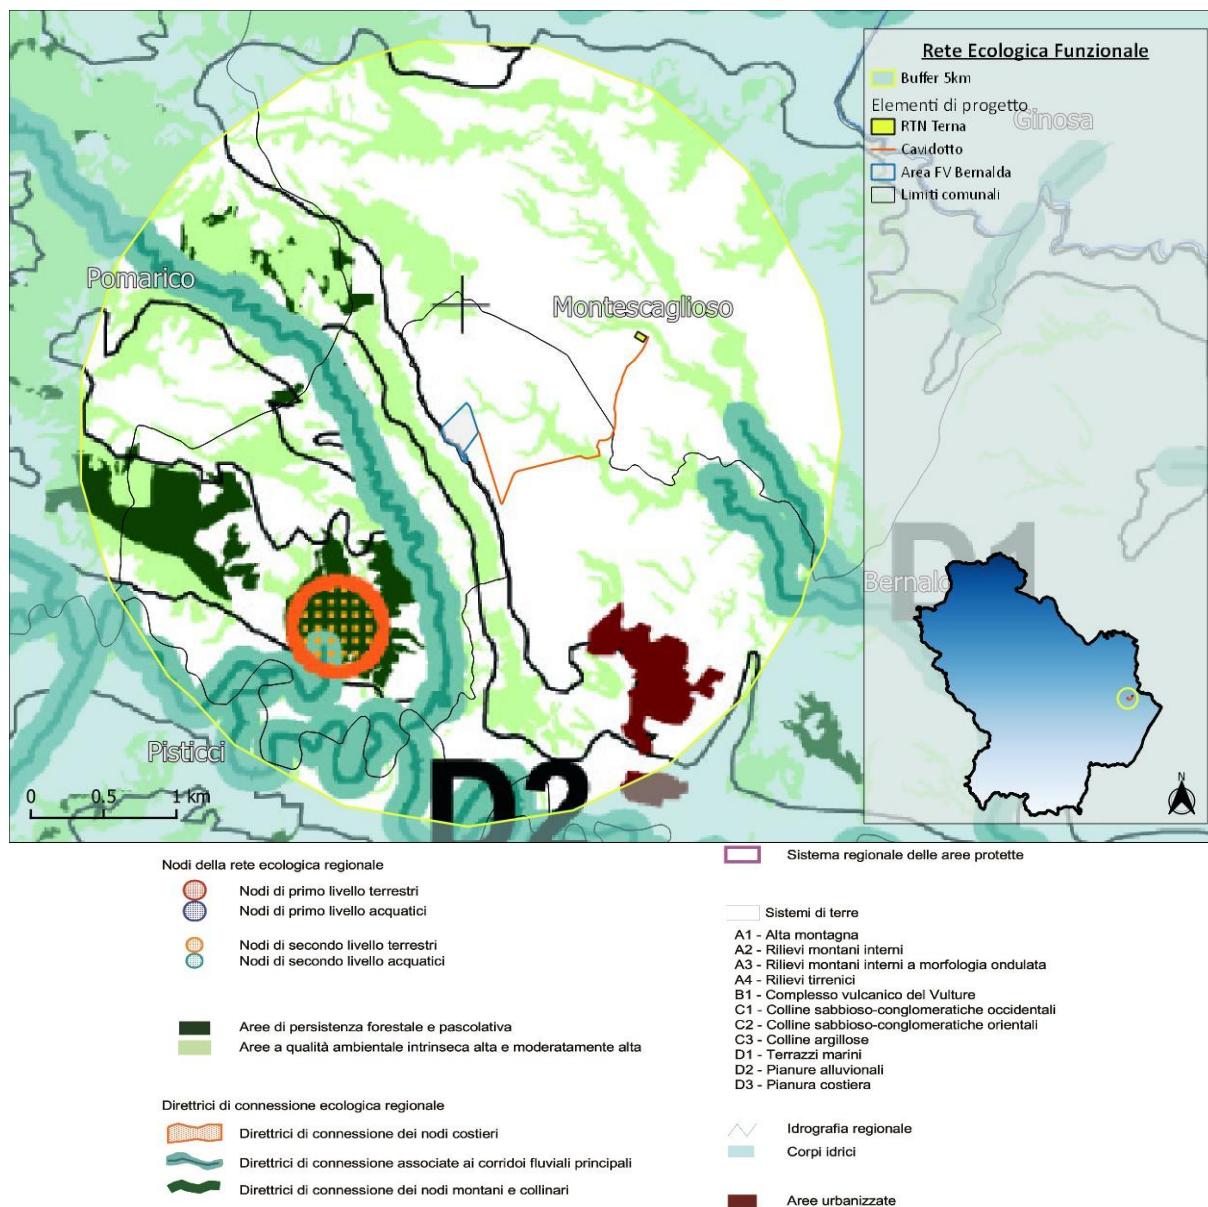 Rete Ecologica Funzionale
Buffer 5km
Elementi di progetto
RTN Terna
Cavidotto
Area FV Bernalda
Limiti comunali
Ginosa
Pomarico
Montescaglioso
D1
Bernald
Pisticci
D2
0 0.5 1 km
N
Nodi della rete ecologica regionale
Nodi di primo livello terrestri
Nodi di primo livello acquatici
Nodi di secondo livello terrestri
Nodi di secondo livello acquatici
Aree di persistenza forestale e pascolativa
Aree a qualità ambientale intrinseca alta e moderatamente alta
Direttrici di connessione ecologica regionale
Direttrici di connessione dei nodi costieri
Direttrici di connessione associate ai corridoi fluviali principali
Direttrici di connessione dei nodi montani e collinari
Sistema regionale delle aree protette
Sistemi di terre
A1 - Alta montagna
A2 - Rilievi montani interni
A3 - Rilievi montani interni a morfologia ondulata
A4 - Rilievi tirrenici
B1 - Complesso vulcanico del Vulture
C1 - Colline sabbioso-conglomeratiche occidentali
C2 - Colline sabbioso-conglomeratiche orientali
C3 - Colline argillose
D1 - Terrazzi marini
D2 - Pianure alluvionali
D3 - Pianura costiera
Idrografia regionale
Corpi idrici
Aree urbanizzate